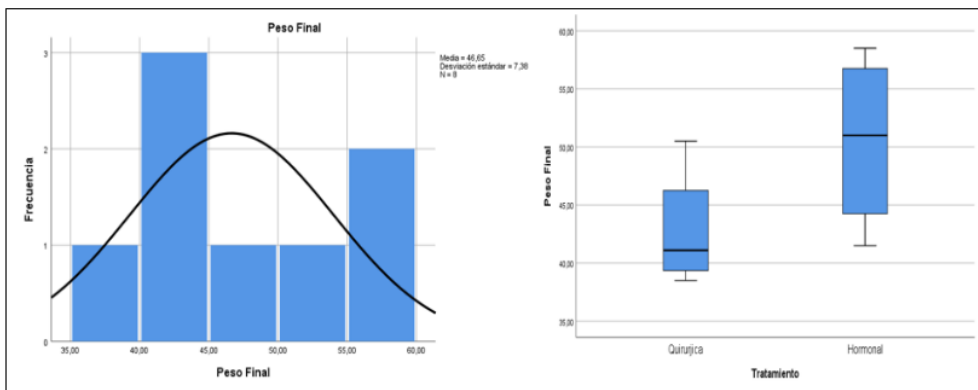 Peso Final
Media = 46,65
Desviación estándar = 7,38
N = 8
Frecuencia
3
2
1
0
35,00 40,00 45,00 50,00 55,00 60,00
Peso Final
Peso Final
60,00
55,00
50,00
45,00
40,00
35,00
Quirurjica Hormonal
Tratamiento